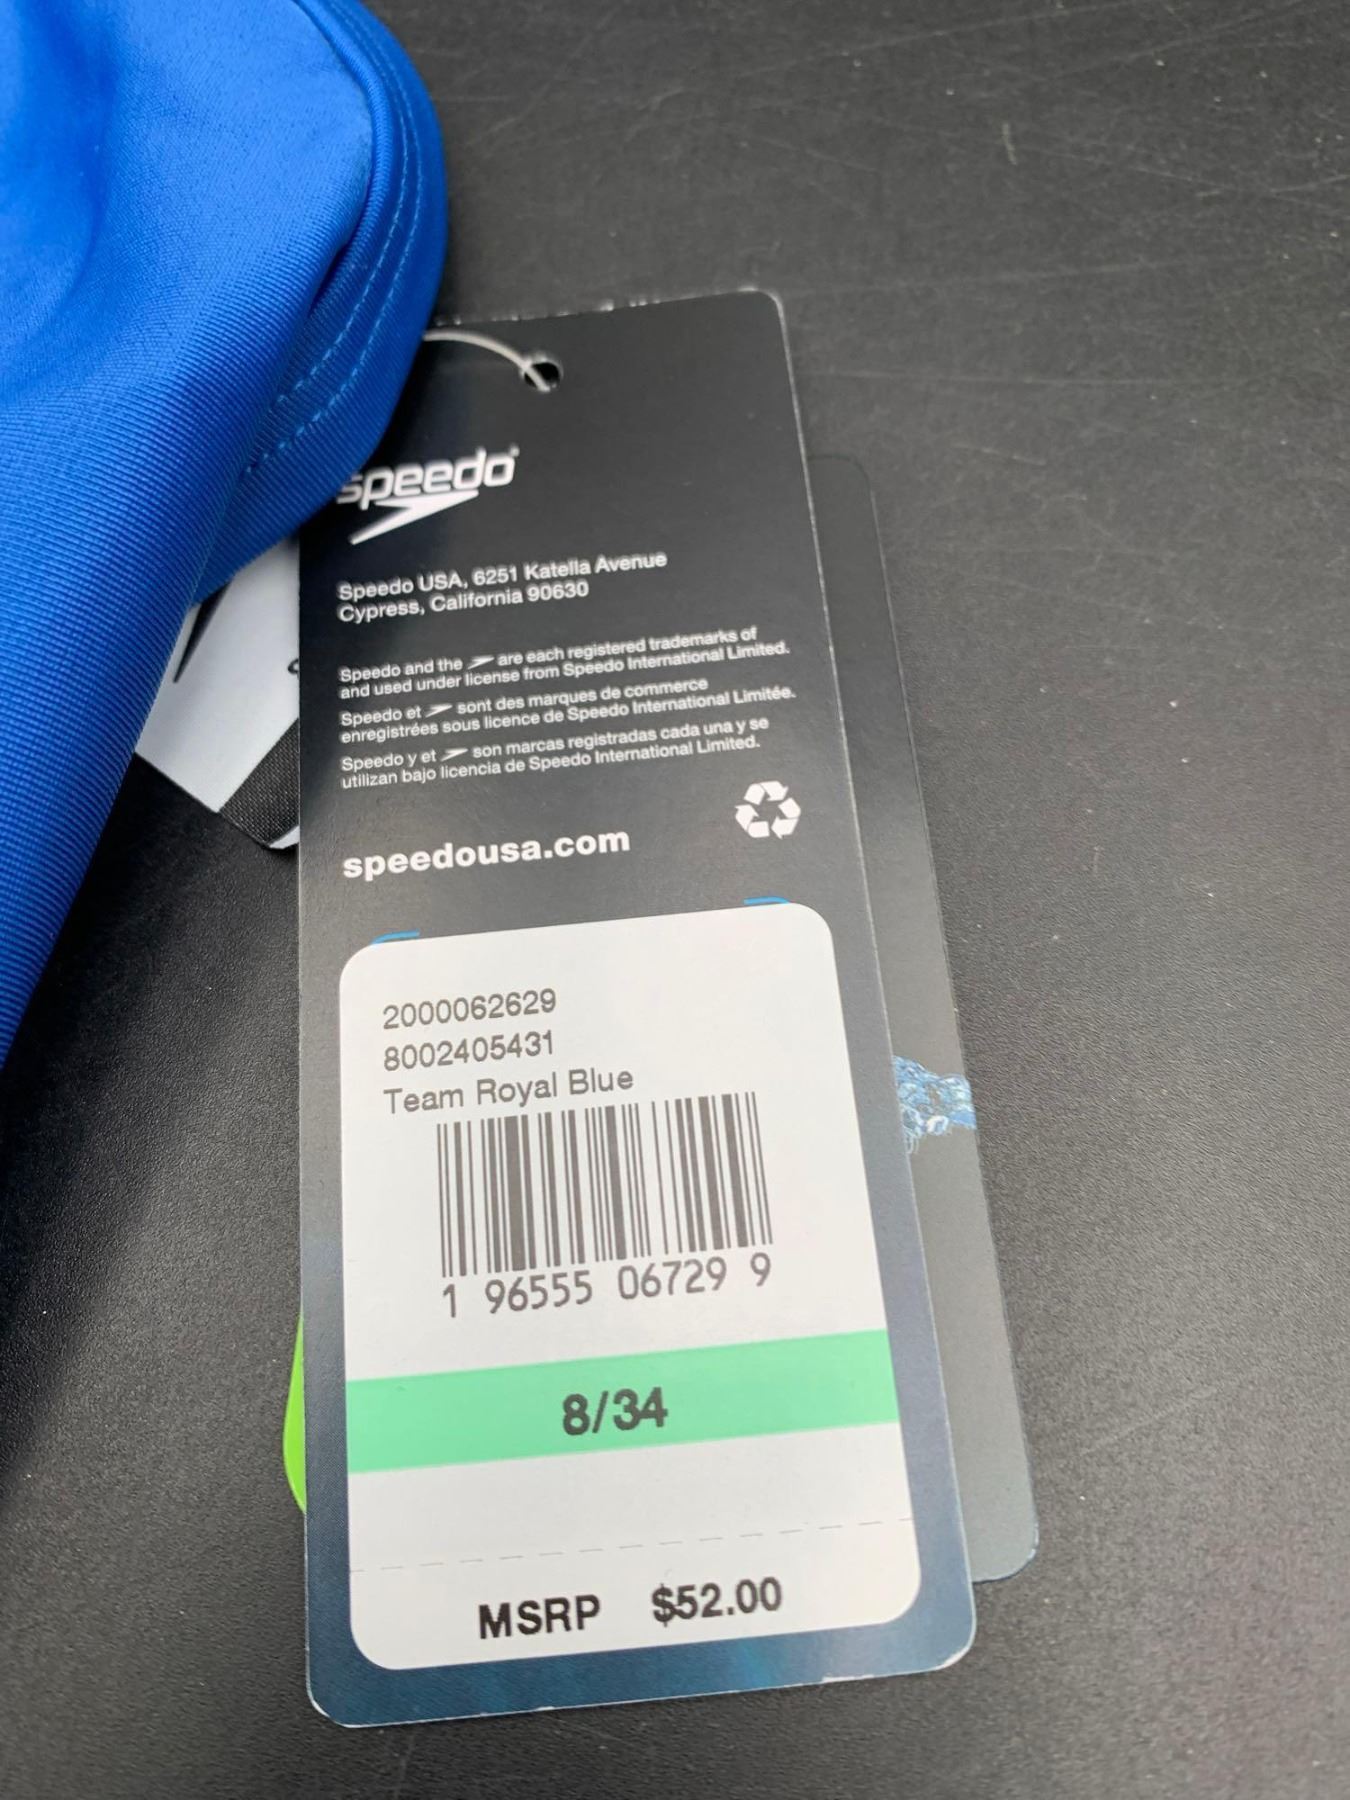 speedo
Speedo USA, 6251 Katella Avenue
Cypress, California 90630
Speedo and the are each registered trademarks of
and used under license from Speedo International Limited.
Speedo et sont des marques de commerce
enregistrées sous licence de Speedo International Limitée.
Speedo y et son marcas registradas cada una y se
utilizan bajo licencia de Speedo International Limited.
speedousa.com
2000062629
8002405431
Team Royal Blue
1 96555 06729 9
8/34
MSRP $52.00